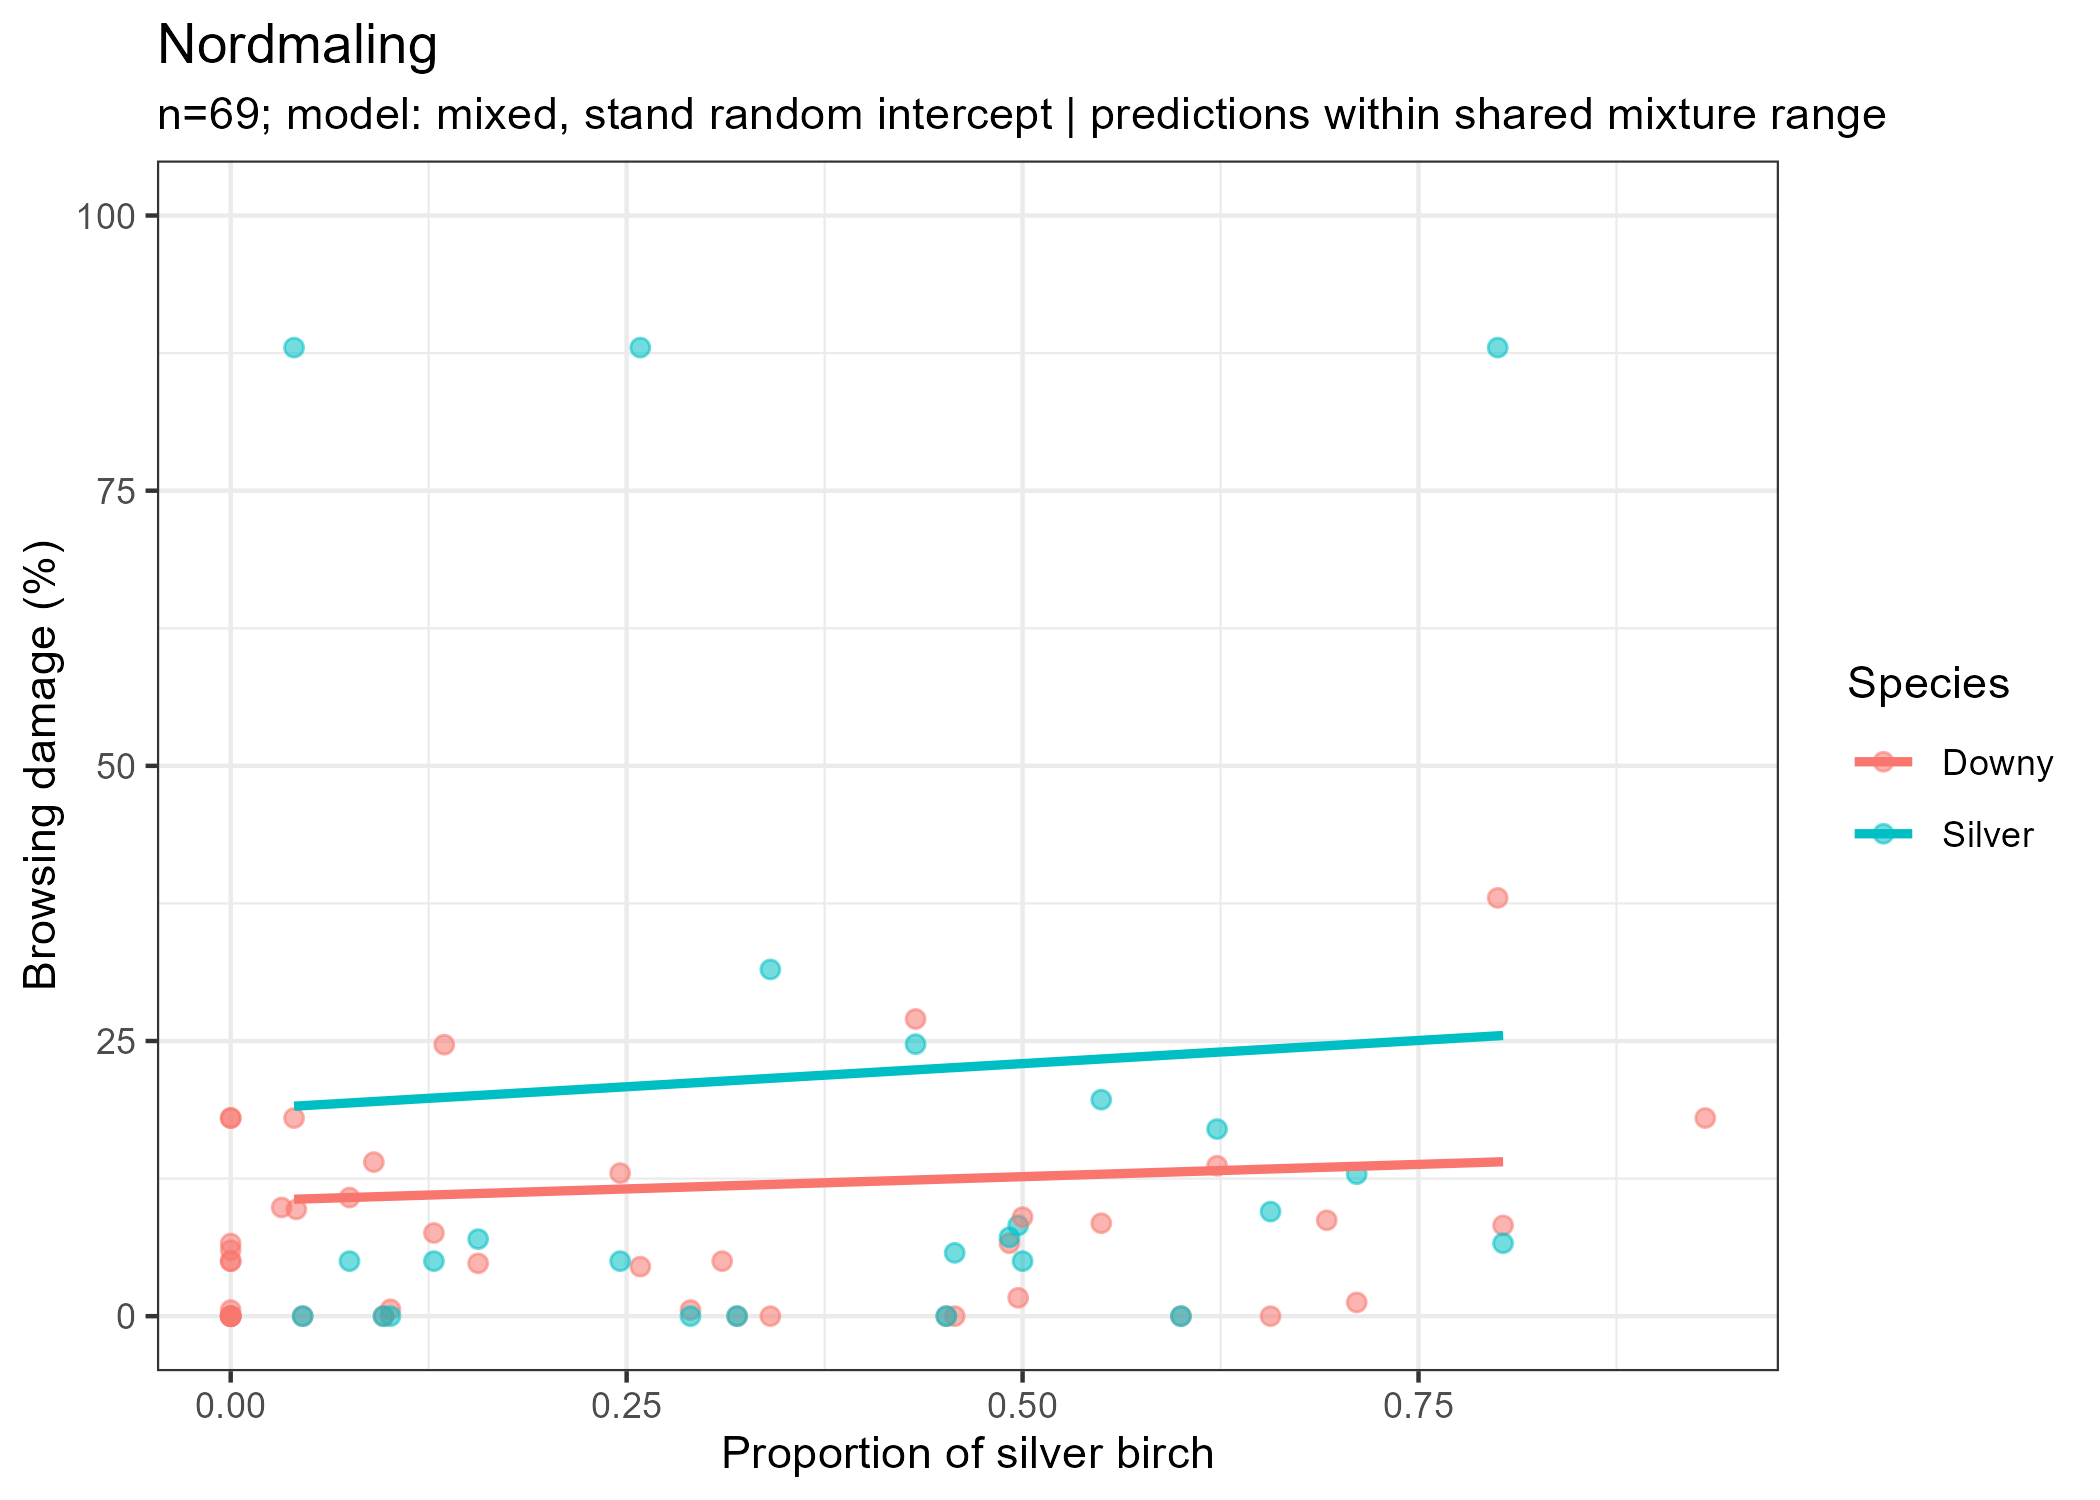 Nordmaling
n=69; model: mixed, stand random intercept | predictions within shared mixture range
100
75
50
25
0
Browsing damage (%)
0.00
0.25
0.50
0.75
Proportion of silver birch
Species
Downy
Silver